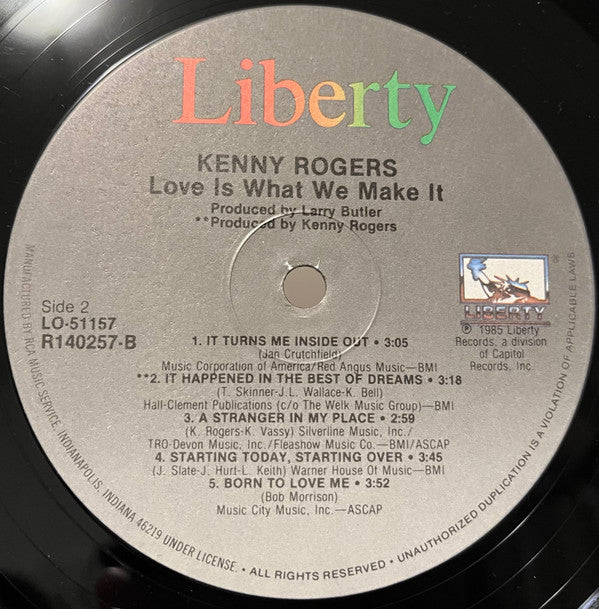 Liberty
KENNY ROGERS
Love Is What We Make It
Produced by Larry Butler
**Produced by Kenny Rogers
Side 2
LO-51157
R140257-B
LIBERTY
℗ 1985 Liberty
Records, a division
of Capitol
Records, Inc.
1. IT TURNS ME INSIDE OUT • 3:05
(Jan Crutchfield)
Music Corporation of America/Red Angus Music—BMI
**2. IT HAPPENED IN THE BEST OF DREAMS • 3:18
(T. Skinner-J.L. Wallace-K. Bell)
Hall-Clement Publications (c/o The Welk Music Group)—BMI
3. A STRANGER IN MY PLACE • 2:59
(K. Rogers-K. Vassy) Silverline Music, Inc./
TRO-Devon Music, Inc./Fleashow Music Co.—BMI/ASCAP
4. STARTING TODAY, STARTING OVER • 3:45
(J. Slate-J. Hurt-L. Keith) Warner House Of Music—BMI
5. BORN TO LOVE ME • 3:52
(Bob Morrison)
Music City Music, Inc.—ASCAP
MANUFACTURED BY RCA MUSIC SERVICE, INDIANAPOLIS, INDIANA 46219 UNDER LICENSE. • ALL RIGHTS RESERVED • UNAUTHORIZED DUPLICATION IS A VIOLATION OF APPLICABLE LAWS